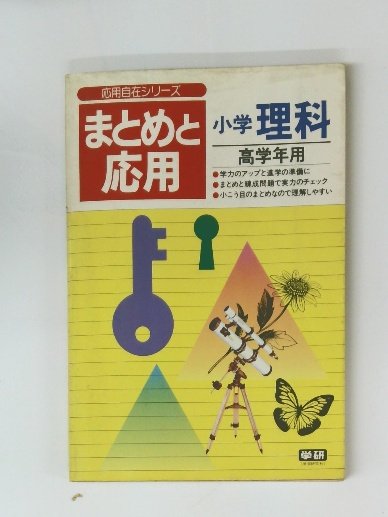 応用自在シリーズ
まとめと
応用
小学 理科
高学年用
●学力のアップと進学の準備に
●まとめと練成問題で実力のチェック
●小こう目のまとめなので理解しやすい
学研